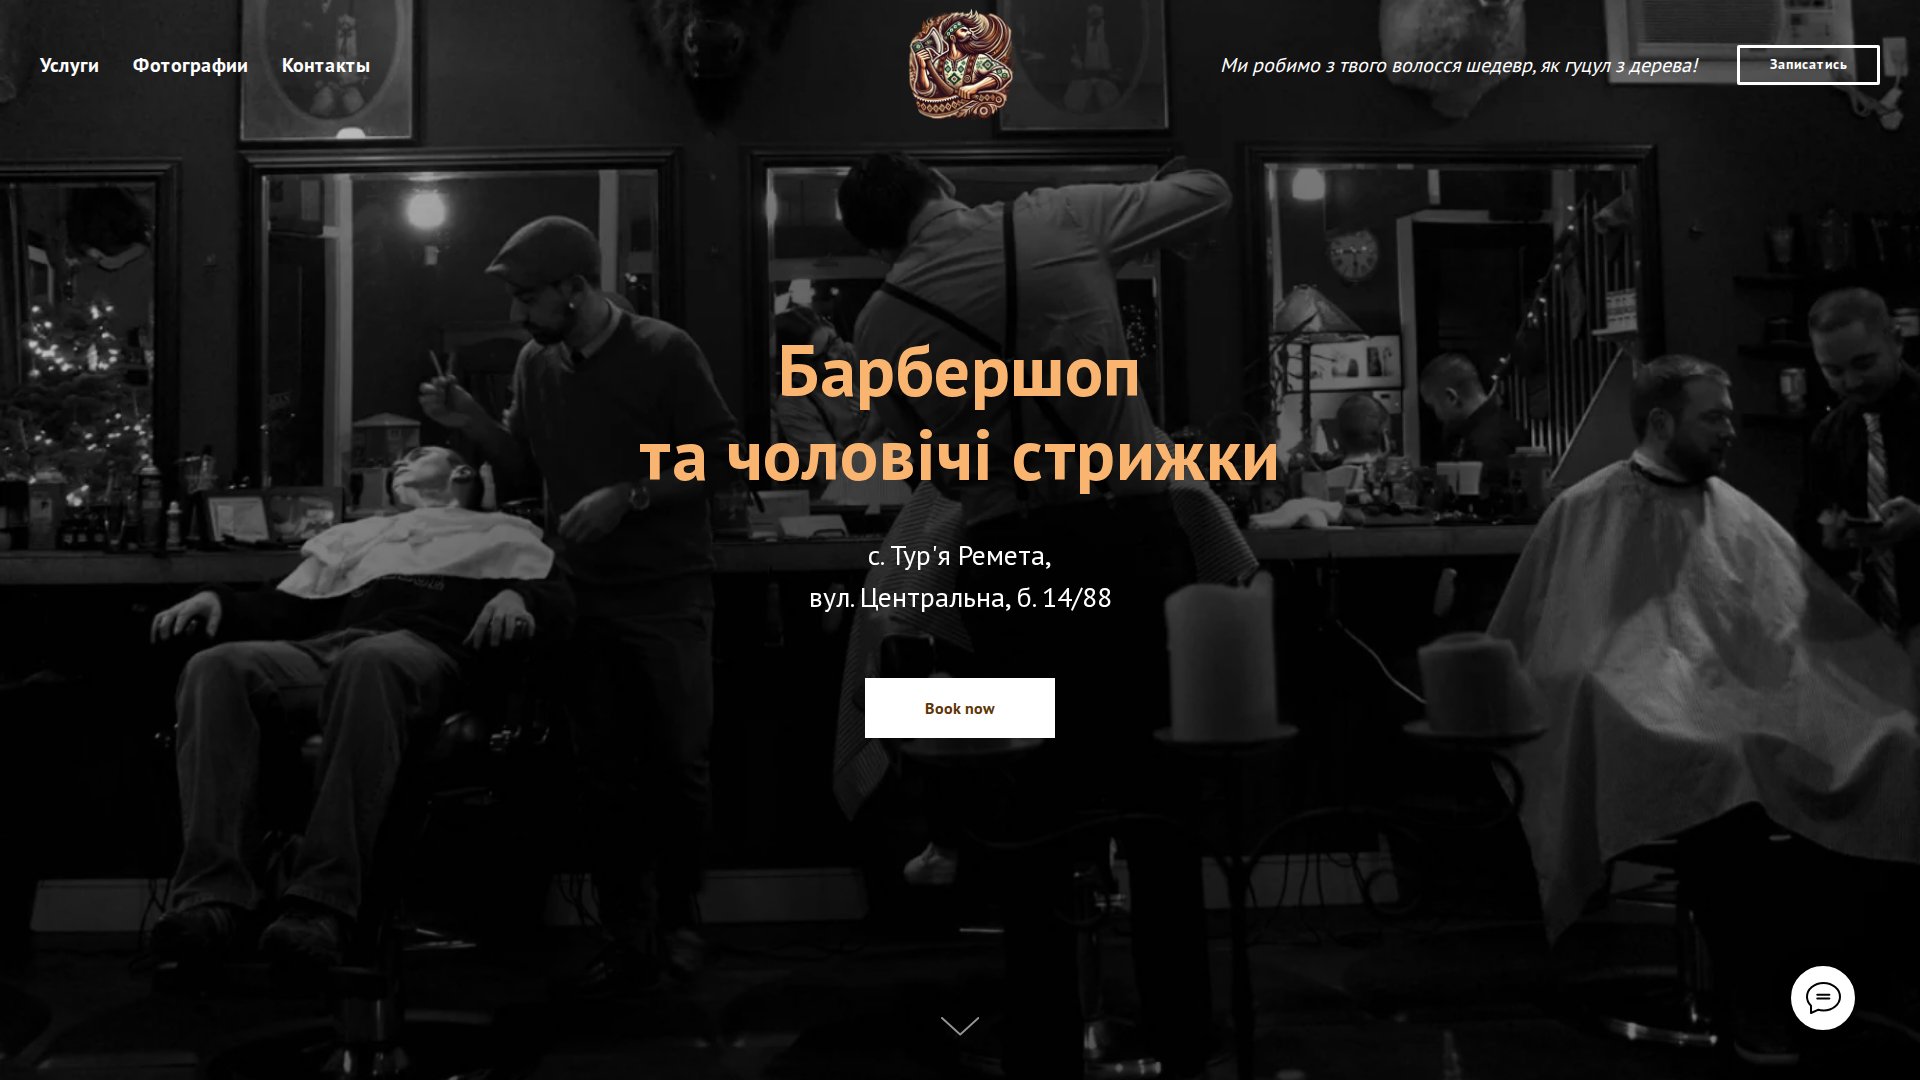 Услуги
Фотографии
Контакты
Ми робимо з твого волосся шедевр, як гуцул з дерева!
Записатись
Барбершоп
та чоловічі стрижки
с. Тур'я Ремета,
вул. Центральна, б. 14/88
Book now